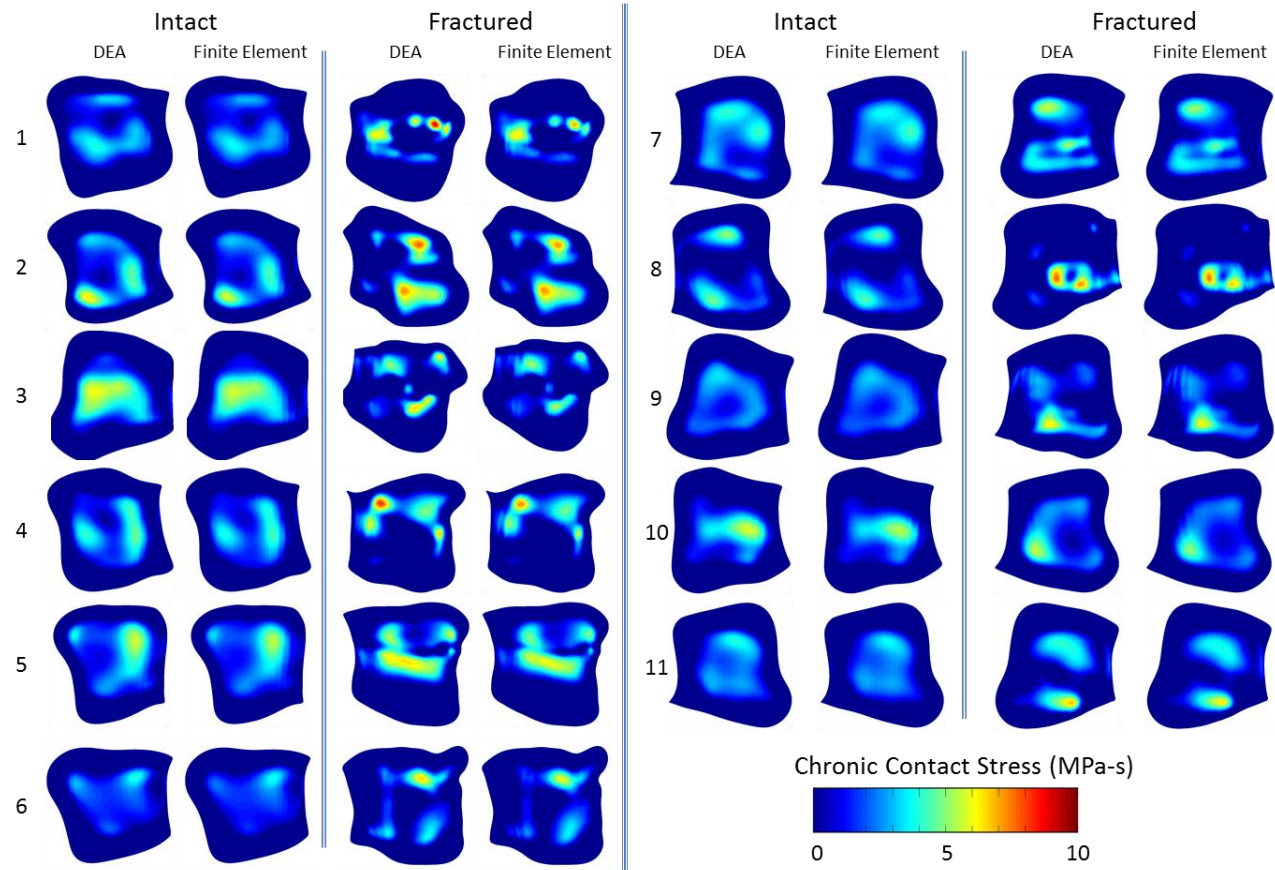 Intact Fractured Intact Fractured
DEA Finite Element DEA Finite Element DEA Finite Element DEA Finite Element
1
2
3
4
5
6
7
8
9
10
11
Chronic Contact Stress (MPa-s)
0 5 10